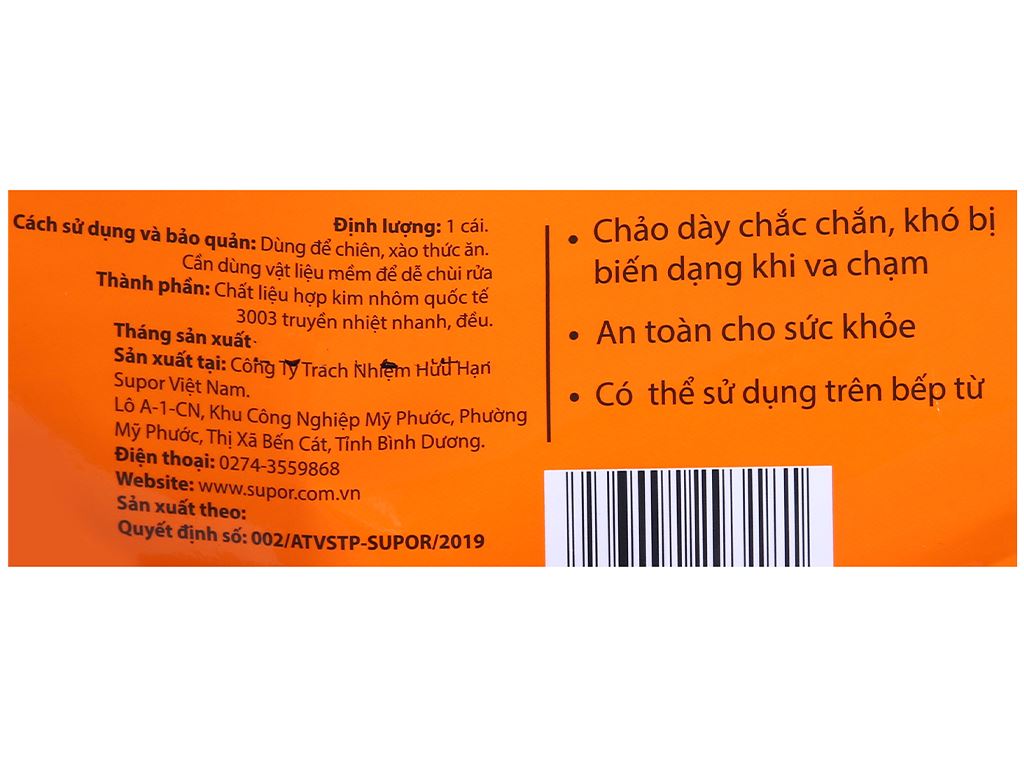 Định lượng: 1 cái.
Cách sử dụng và bảo quản: Dùng để chiên, xào thức ăn.
Cần dùng vật liệu mềm để dễ chùi rửa
Thành phần: Chất liệu hợp kim nhôm quốc tế
3003 truyền nhiệt nhanh, đều.
Tháng sản xuất
Sản xuất tại: Công Ty Trách Nhiệm Hữu Hạn
Supor Việt Nam.
Lô A-1-CN, Khu Công Nghiệp Mỹ Phước, Phường
Mỹ Phước, Thị Xã Bến Cát, Tỉnh Bình Dương.
Điện thoại: 0274-3559868
Website: www.supor.com.vn
Sản xuất theo:
Quyết định số: 002/ATVSTP-SUPOR/2019
• Chảo dày chắc chắn, khó bị
biến dạng khi va chạm
• An toàn cho sức khỏe
• Có thể sử dụng trên bếp từ